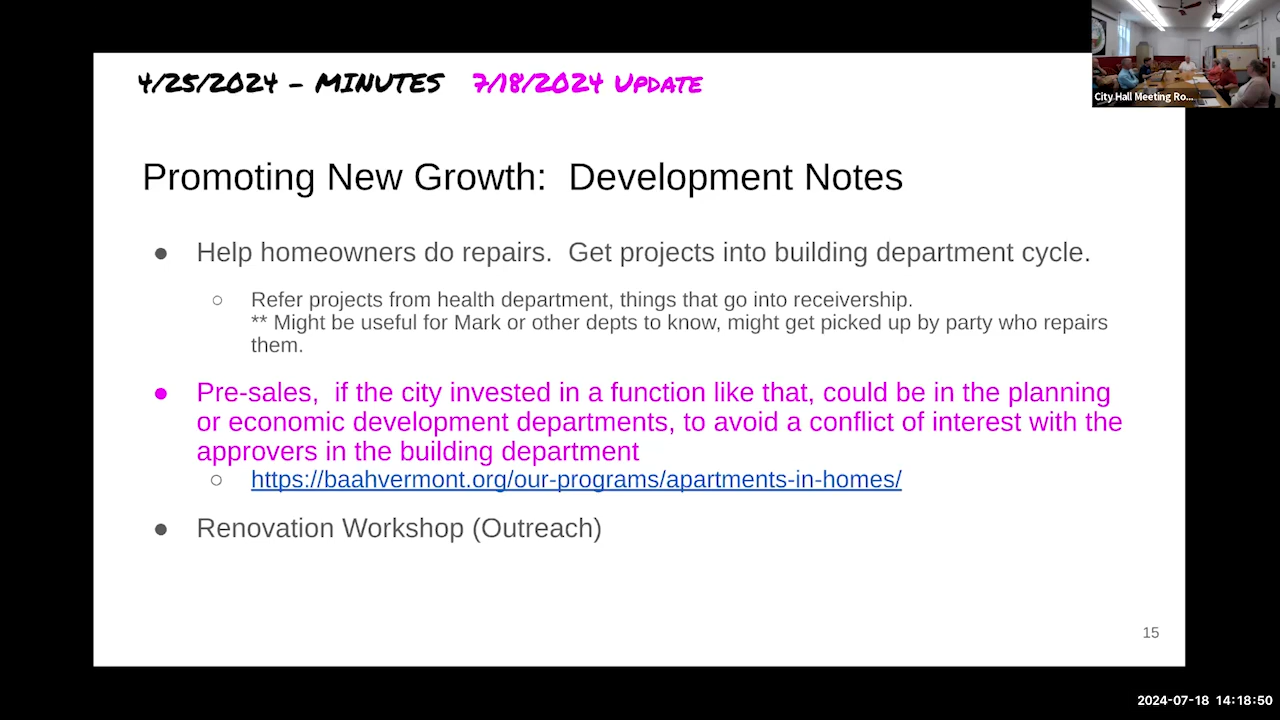 4/25/2024 – MINUTES 7/18/2024 UPDATE
City Hall Meeting Ro...
Promoting New Growth: Development Notes
● Help homeowners do repairs. Get projects into building department cycle.
○ Refer projects from health department, things that go into receivership.
** Might be useful for Mark or other depts to know, might get picked up by party who repairs
them.
● Pre-sales, if the city invested in a function like that, could be in the planning
or economic development departments, to avoid a conflict of interest with the
approvers in the building department
○ https://baahvermont.org/our-programs/apartments-in-homes/
● Renovation Workshop (Outreach)
15
2024-07-18 14:18:50